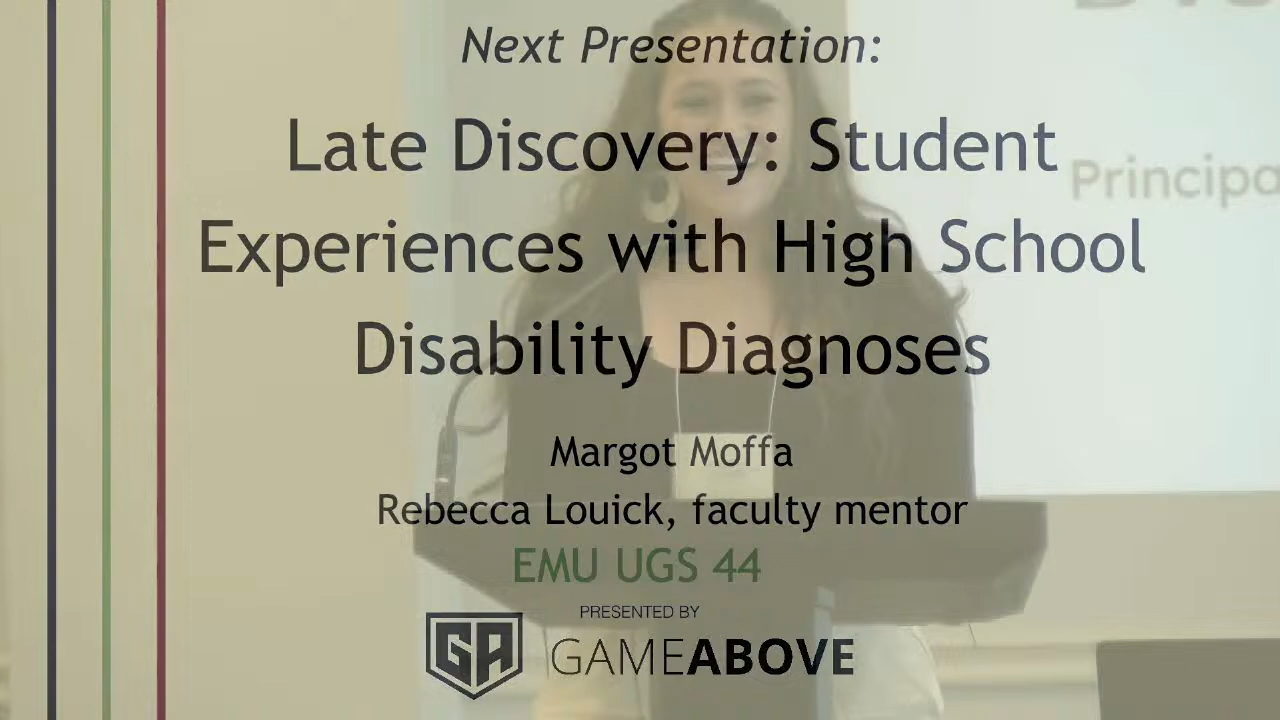 Next Presentation:
Late Discovery: Student
Experiences with High School
Disability Diagnoses
Margot Moffa
Rebecca Louick, faculty mentor
EMU UGS 44
PRESENTED BY
GA GAMEABOVE